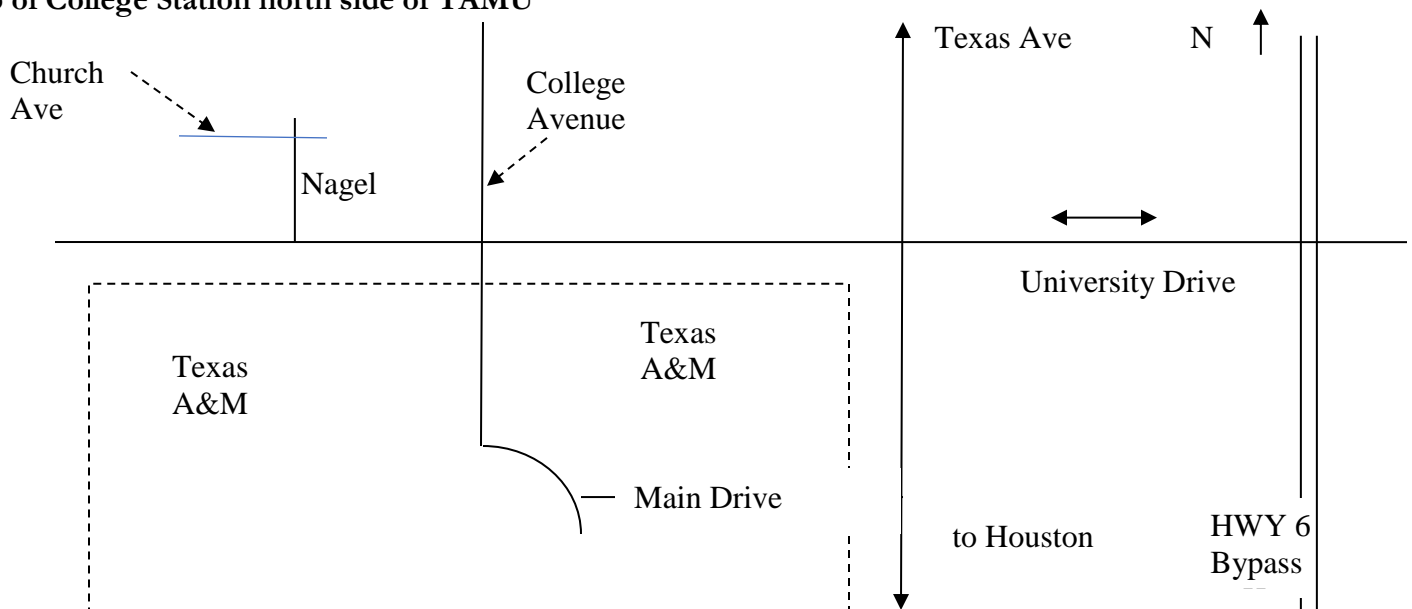 of College Station north side of TAMU
Texas Ave
N
Church
Ave
College
Avenue
Nagel
University Drive
Texas
A&M
Texas
A&M
Main Drive
to Houston
HWY 6
Bypass